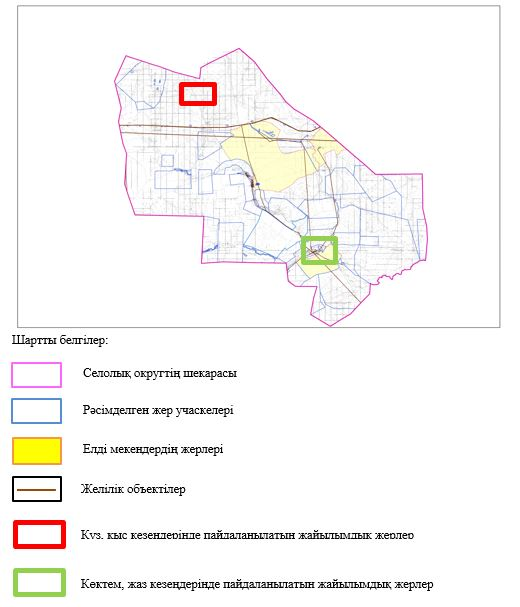 Шартты белгілер:
Селолық округтің шекарасы
Рәсімделген жер учаскелері
Елді мекендердің жерлері
Желілік объектілер
Күз, қыс кезеңдерінде пайдаланылатын жайылымдық жерлер
Көктем, жаз кезеңдерінде пайдаланылатын жайылымдық жерлер